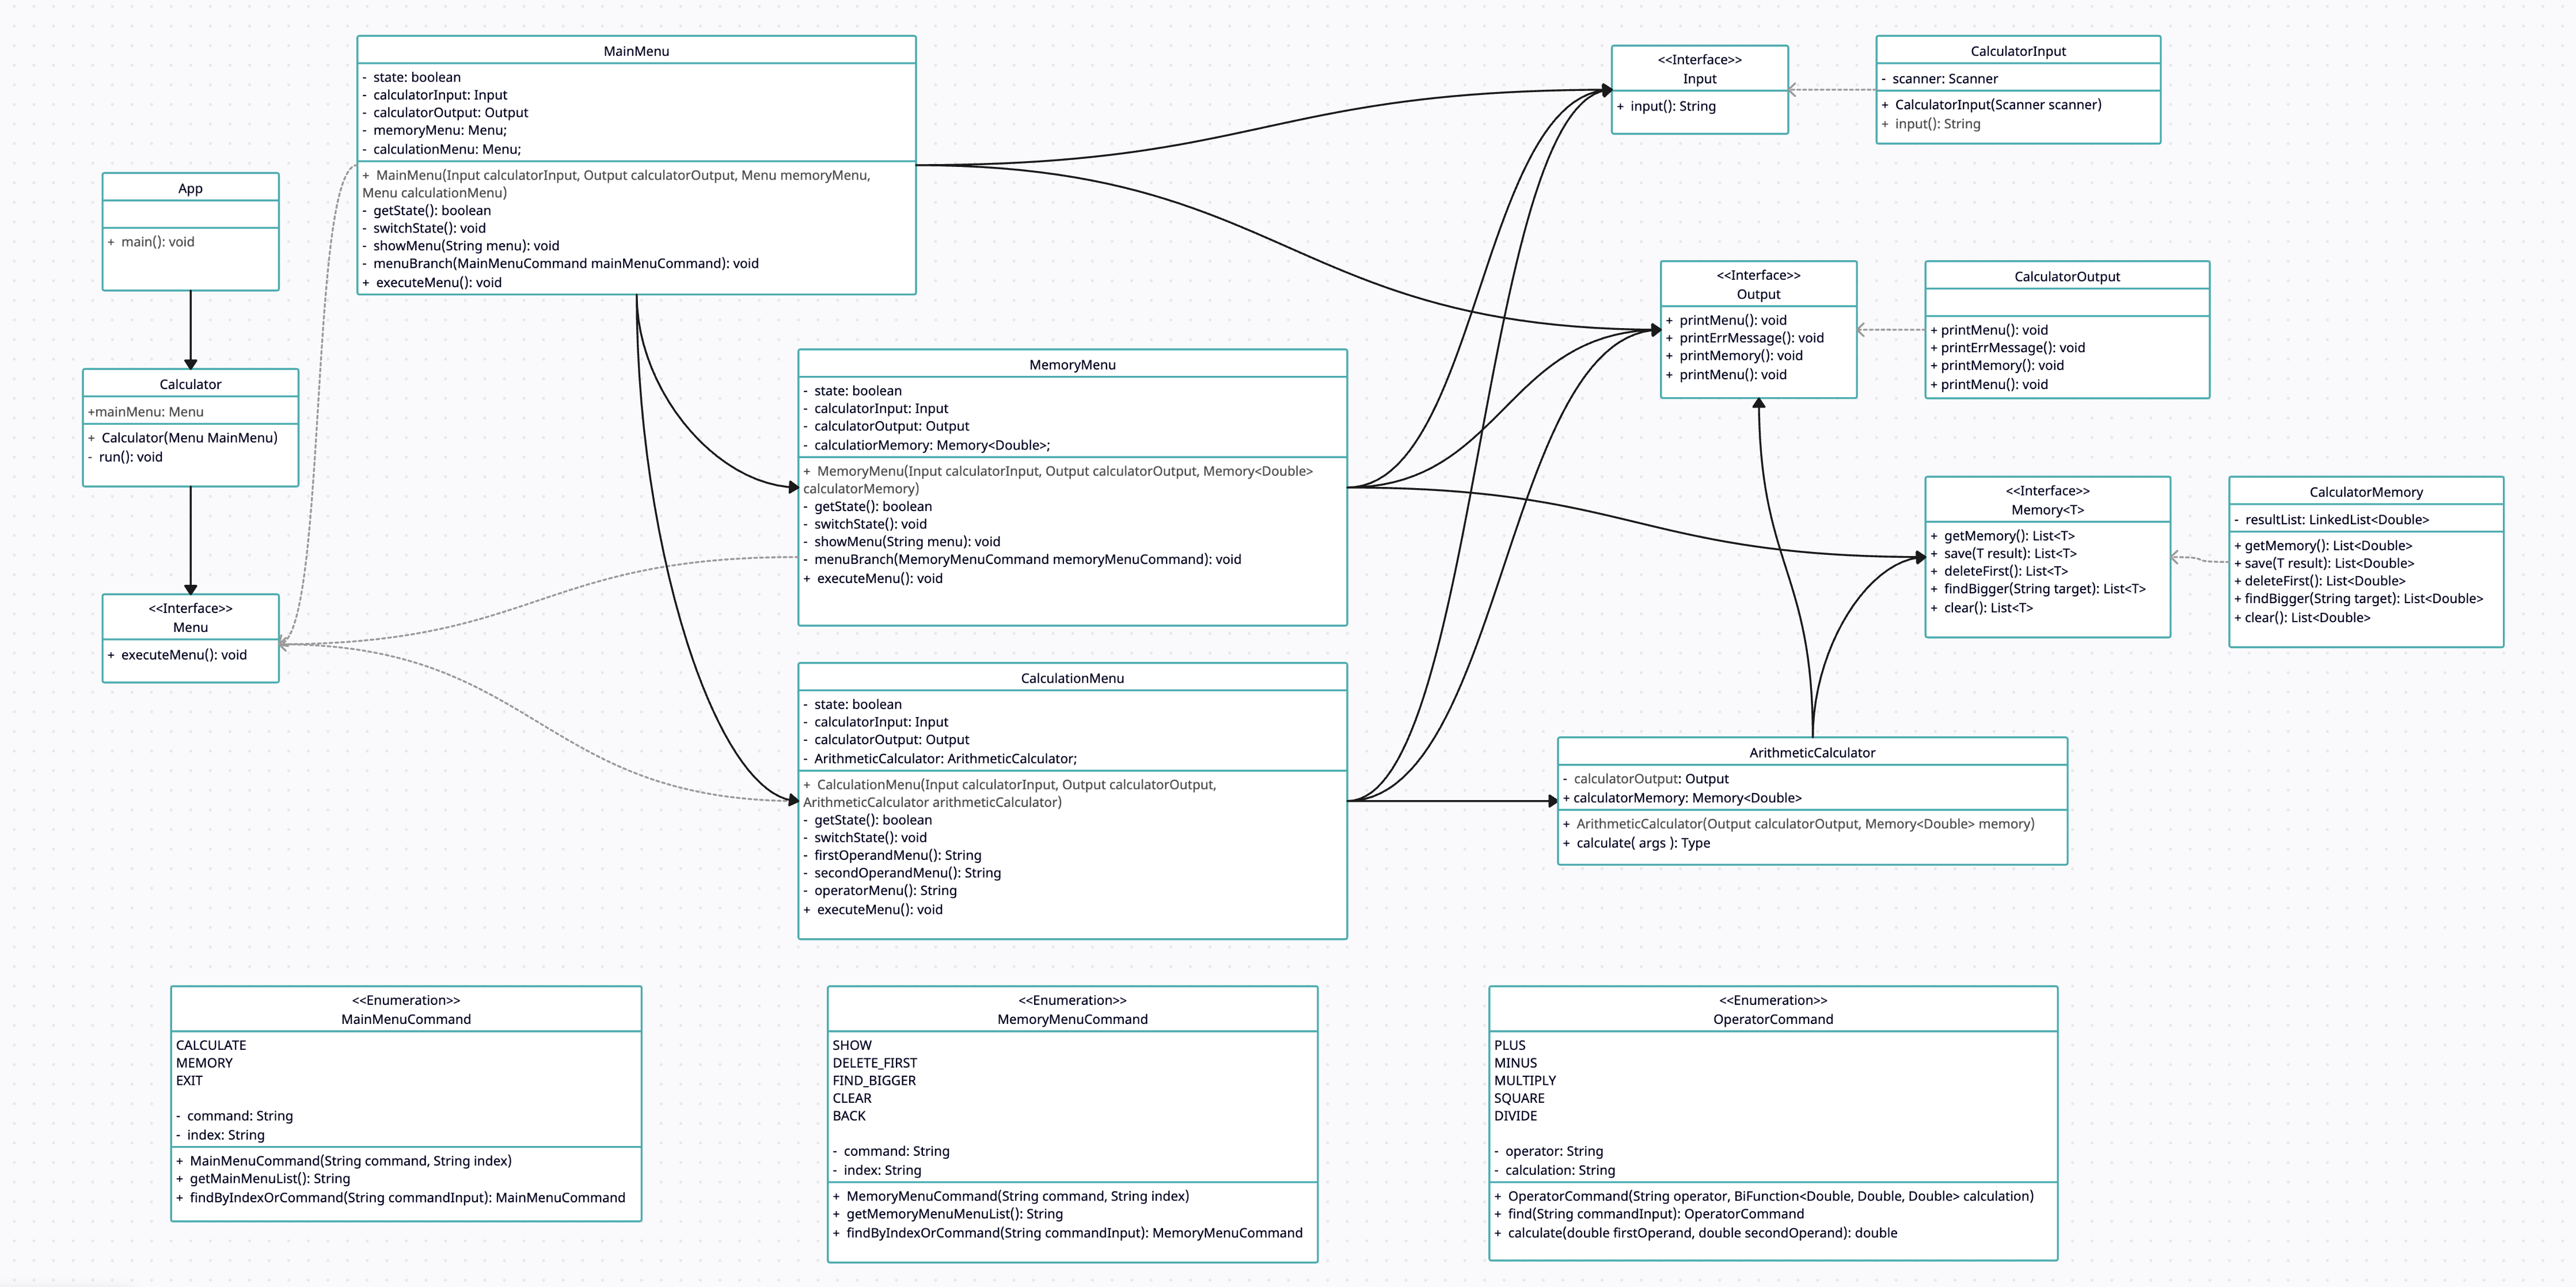 MainMenu
- state: boolean
- calculatorInput: Input
- calculatorOutput: Output
- memoryMenu: Menu;
- calculationMenu: Menu;
+ MainMenu(Input calculatorInput, Output calculatorOutput, Menu memoryMenu,
Menu calculationMenu)
- getState(): boolean
- switchState(): void
- showMenu(String menu): void
- menuBranch(MainMenuCommand mainMenuCommand): void
+ executeMenu(): void
<<Interface>>
Input
+ input(): String
CalculatorInput
- scanner: Scanner
+ CalculatorInput(Scanner scanner)
+ input(): String
App
+ main(): void
<<Interface>>
Output
+ printMenu(): void
+ printErrMessage(): void
+ printMemory(): void
+ printMenu(): void
CalculatorOutput
+ printMenu(): void
+ printErrMessage(): void
+ printMemory(): void
+ printMenu(): void
Calculator
+mainMenu: Menu
+ Calculator(Menu MainMenu)
- run(): void
MemoryMenu
- state: boolean
- calculatorInput: Input
- calculatorOutput: Output
- calculatiorMemory: Memory<Double>;
+ MemoryMenu(Input calculatorInput, Output calculatorOutput, Memory<Double>
calculatorMemory)
- getState(): boolean
- switchState(): void
- showMenu(String menu): void
- menuBranch(MemoryMenuCommand memoryMenuCommand): void
+ executeMenu(): void
<<Interface>>
Memory<T>
+ getMemory(): List<T>
+ save(T result): List<T>
+ deleteFirst(): List<T>
+ findBigger(String target): List<T>
+ clear(): List<T>
CalculatorMemory
- resultList: LinkedList<Double>
+ getMemory(): List<Double>
+ save(T result): List<Double>
+ deleteFirst(): List<Double>
+ findBigger(String target): List<Double>
+ clear(): List<Double>
<<Interface>>
Menu
+ executeMenu(): void
CalculationMenu
- state: boolean
- calculatorInput: Input
- calculatorOutput: Output
- ArithmeticCalculator: ArithmeticCalculator;
+ CalculationMenu(Input calculatorInput, Output calculatorOutput,
ArithmeticCalculator arithmeticCalculator)
- getState(): boolean
- switchState(): void
- firstOperandMenu(): String
- secondOperandMenu(): String
- operatorMenu(): String
+ executeMenu(): void
ArithmeticCalculator
- calculatorOutput: Output
+ calculatorMemory: Memory<Double>
+ ArithmeticCalculator(Output calculatorOutput, Memory<Double> memory)
+ calculate( args ): Type
<<Enumeration>>
MainMenuCommand
CALCULATE
MEMORY
EXIT
- command: String
- index: String
+ MainMenuCommand(String command, String index)
+ getMainMenuList(): String
+ findByIndexOrCommand(String commandInput): MainMenuCommand
<<Enumeration>>
MemoryMenuCommand
SHOW
DELETE_FIRST
FIND_BIGGER
CLEAR
BACK
- command: String
- index: String
+ MemoryMenuCommand(String command, String index)
+ getMemoryMenuMenuList(): String
+ findByIndexOrCommand(String commandInput): MemoryMenuCommand
<<Enumeration>>
OperatorCommand
PLUS
MINUS
MULTIPLY
SQUARE
DIVIDE
- operator: String
- calculation: String
+ OperatorCommand(String operator, BiFunction<Double, Double, Double> calculation)
+ find(String commandInput): OperatorCommand
+ calculate(double firstOperand, double secondOperand): double